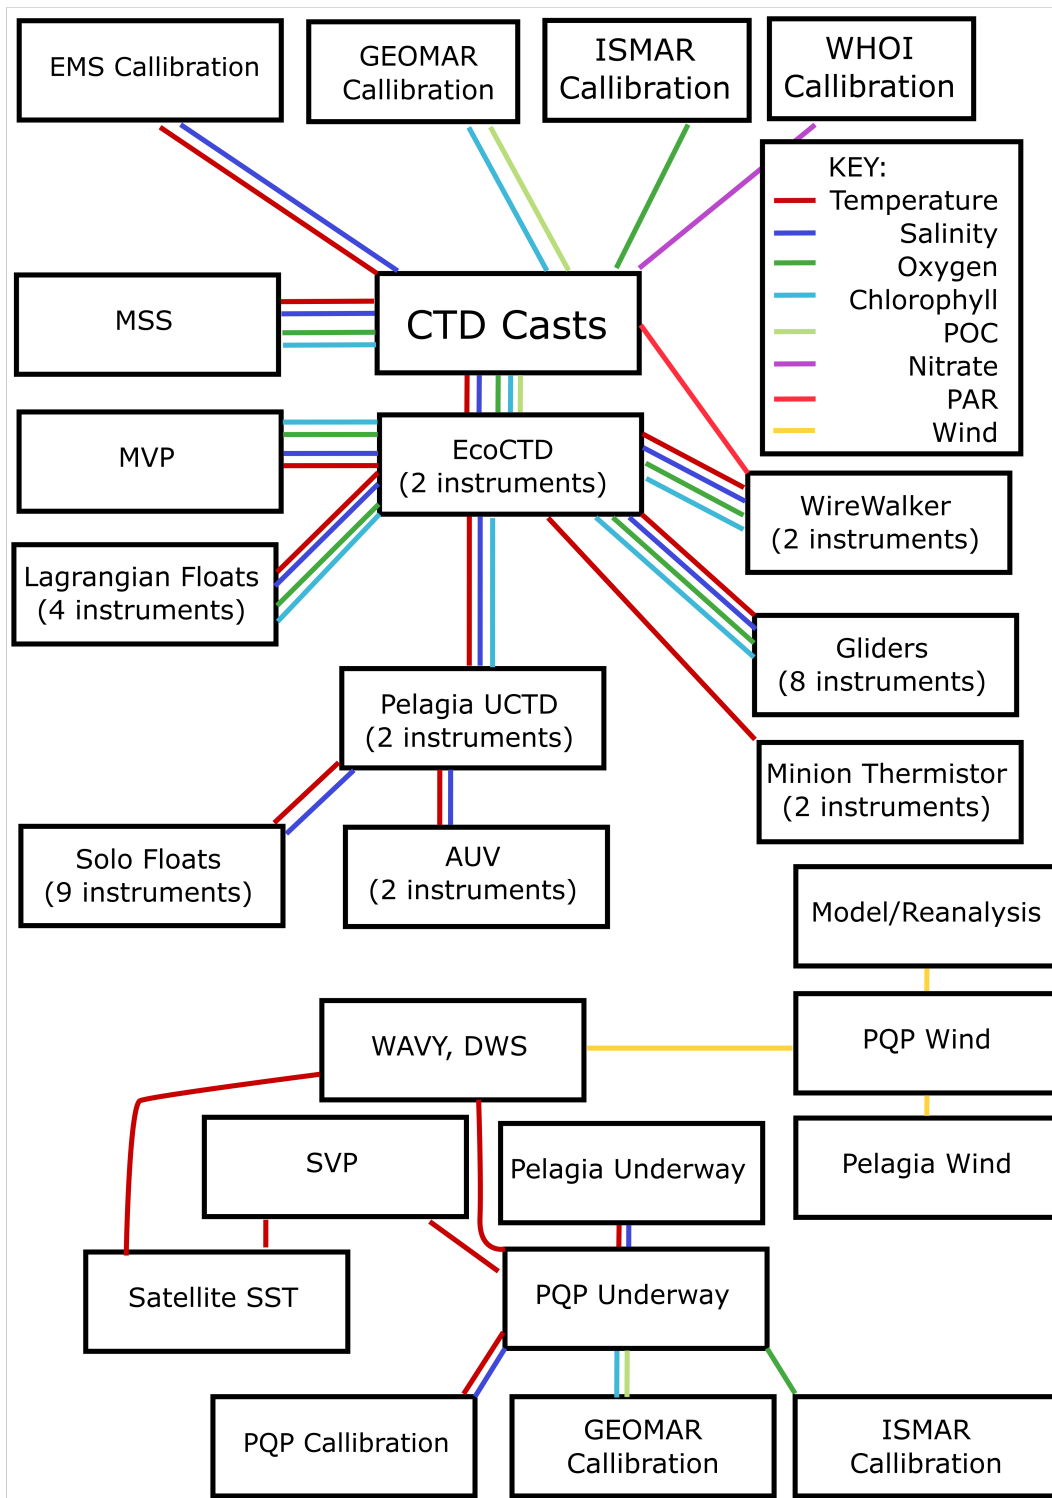 EMS Callibration
GEOMAR
Callibration
ISMAR
Callibration
WHOI
Callibration
KEY:
Temperature
Salinity
Oxygen
Chlorophyll
POC
Nitrate
PAR
Wind
MSS
CTD Casts
MVP
EcoCTD
(2 instruments)
WireWalker
(2 instruments)
Lagrangian Floats
(4 instruments)
Gliders
(8 instruments)
Pelagia UCTD
(2 instruments)
Minion Thermistor
(2 instruments)
Solo Floats
(9 instruments)
AUV
(2 instruments)
Model/Reanalysis
WAVY, DWS
PQP Wind
SVP
Pelagia Underway
Pelagia Wind
Satellite SST
PQP Underway
PQP Callibration
GEOMAR
Callibration
ISMAR
Callibration